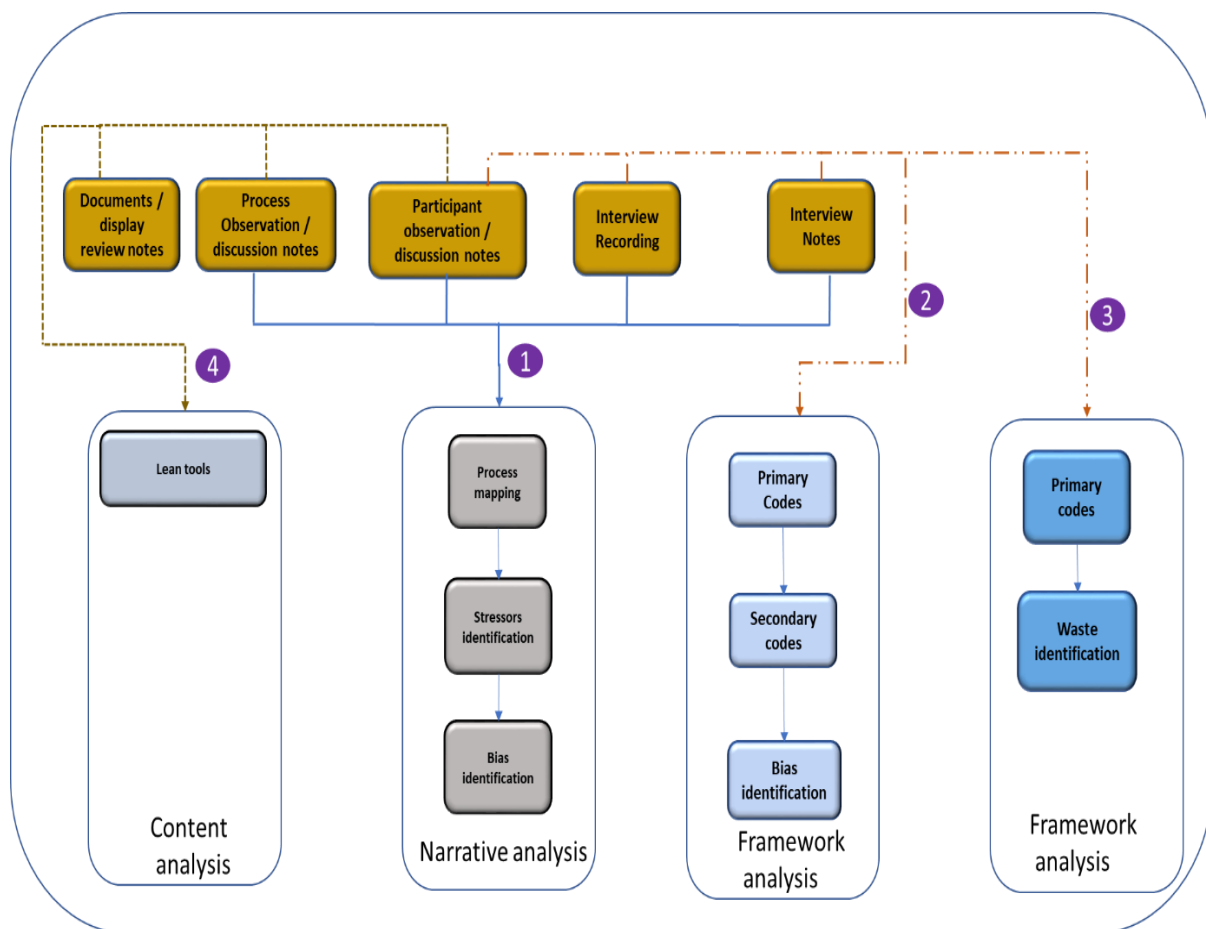 Documents /
display
review notes
Process
Observation /
discussion notes
Participant
observation /
discussion notes
Interview
Recording
Interview
Notes
2
3
1
4
Lean tools
Process
mapping
Stressors
identification
Bias
identification
Primary
Codes
Secondary
codes
Bias
identification
Primary
codes
Waste
identification
Content
analysis
Narrative analysis
Framework
analysis
Framework
analysis